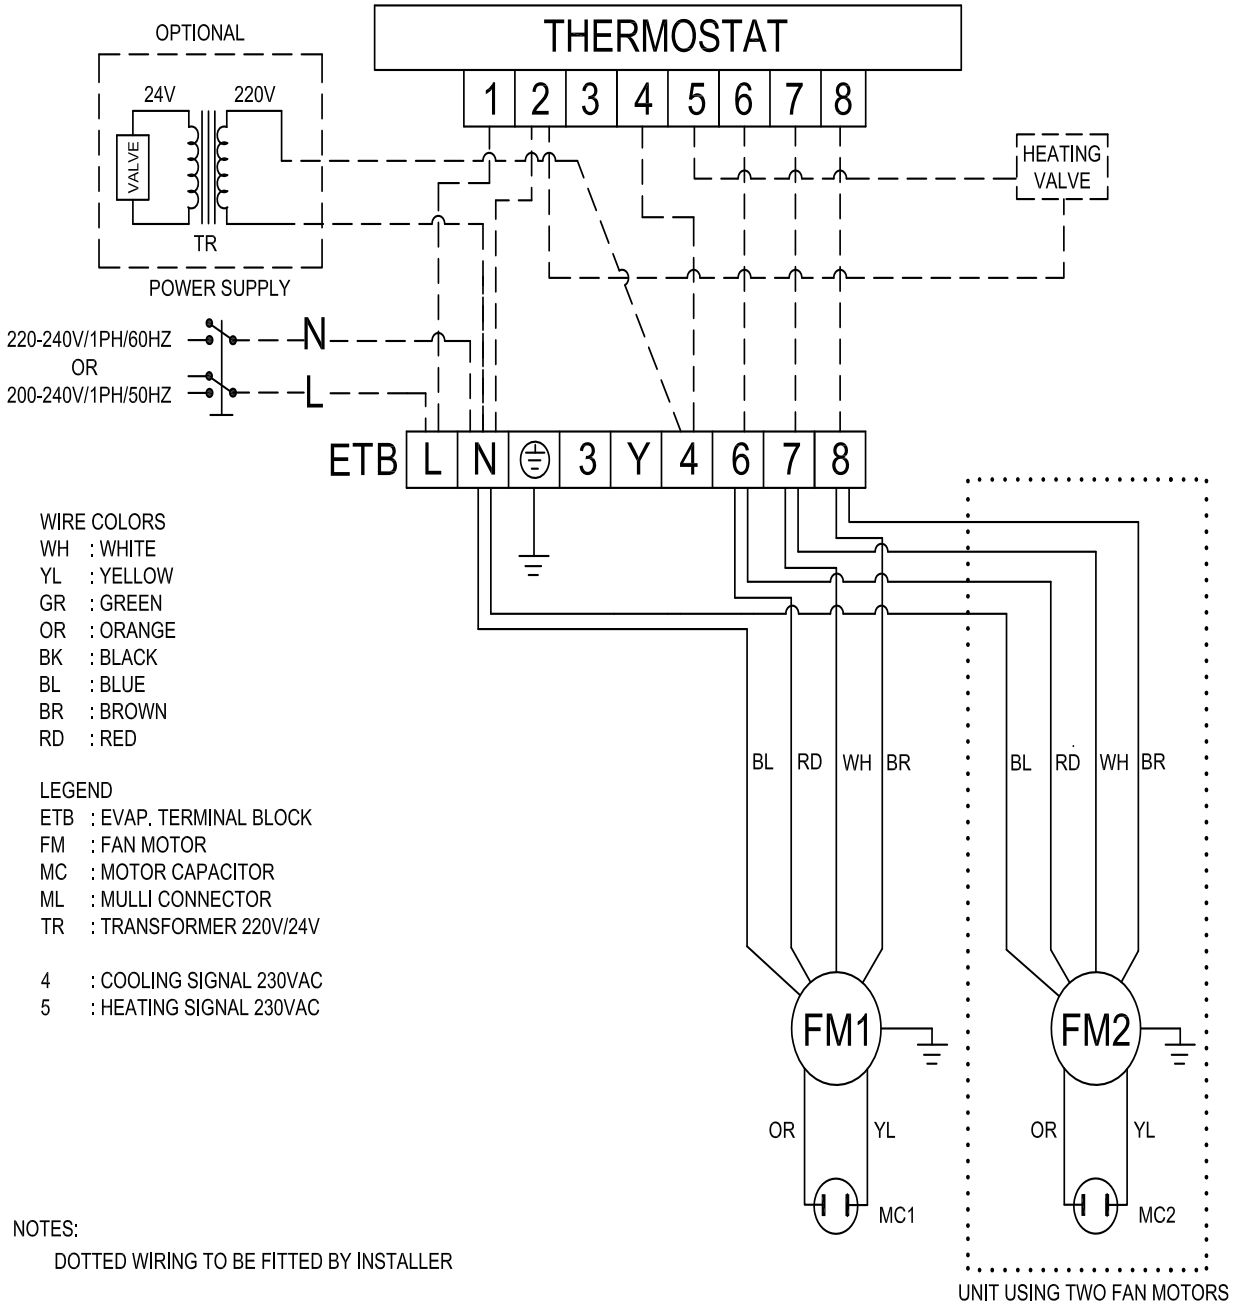 OPTIONAL
THERMOSTAT
1 2 3 4 5 6 7 8
24V 220V
VALVE
TR
HEATING
VALVE
POWER SUPPLY
220-240V/1PH/60HZ
N
OR
200-240V/1PH/50HZ
L
ETB L N 3 Y 4 6 7 8
WIRE COLORS
WH : WHITE
YL : YELLOW
GR : GREEN
OR : ORANGE
BK : BLACK
BL : BLUE
BR : BROWN
RD : RED
BL RD WH BR BL RD WH BR
LEGEND
ETB : EVAP. TERMINAL BLOCK
FM : FAN MOTOR
MC : MOTOR CAPACITOR
ML : MULLI CONNECTOR
TR : TRANSFORMER 220V/24V
4 : COOLING SIGNAL 230VAC
5 : HEATING SIGNAL 230VAC
FM1 FM2
OR YL OR YL
MC1 MC2
NOTES:
DOTTED WIRING TO BE FITTED BY INSTALLER
UNIT USING TWO FAN MOTORS